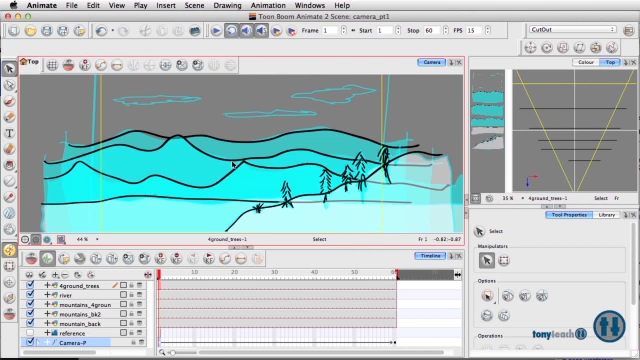 Animate File Edit View Play Insert Scene Drawing Animation Windows Help
Toon Boom Animate 2 Scene: camera_pt1
Frame 1 Start 1 Stop 60 FPS 15
CutOut
Top
Camera
Colour Top
44 % 4ground_trees-1 Select Fr 1 -0.82:-0.87
35 % 4ground_trees-1
Tool Properties Library
Select
Manipulators
Options
Operations
Timeline
10 20 30 40 50 60
4ground_trees
river
mountains_4groun
mountains_bk2
mountain_back
reference
Camera-P
tonyteach